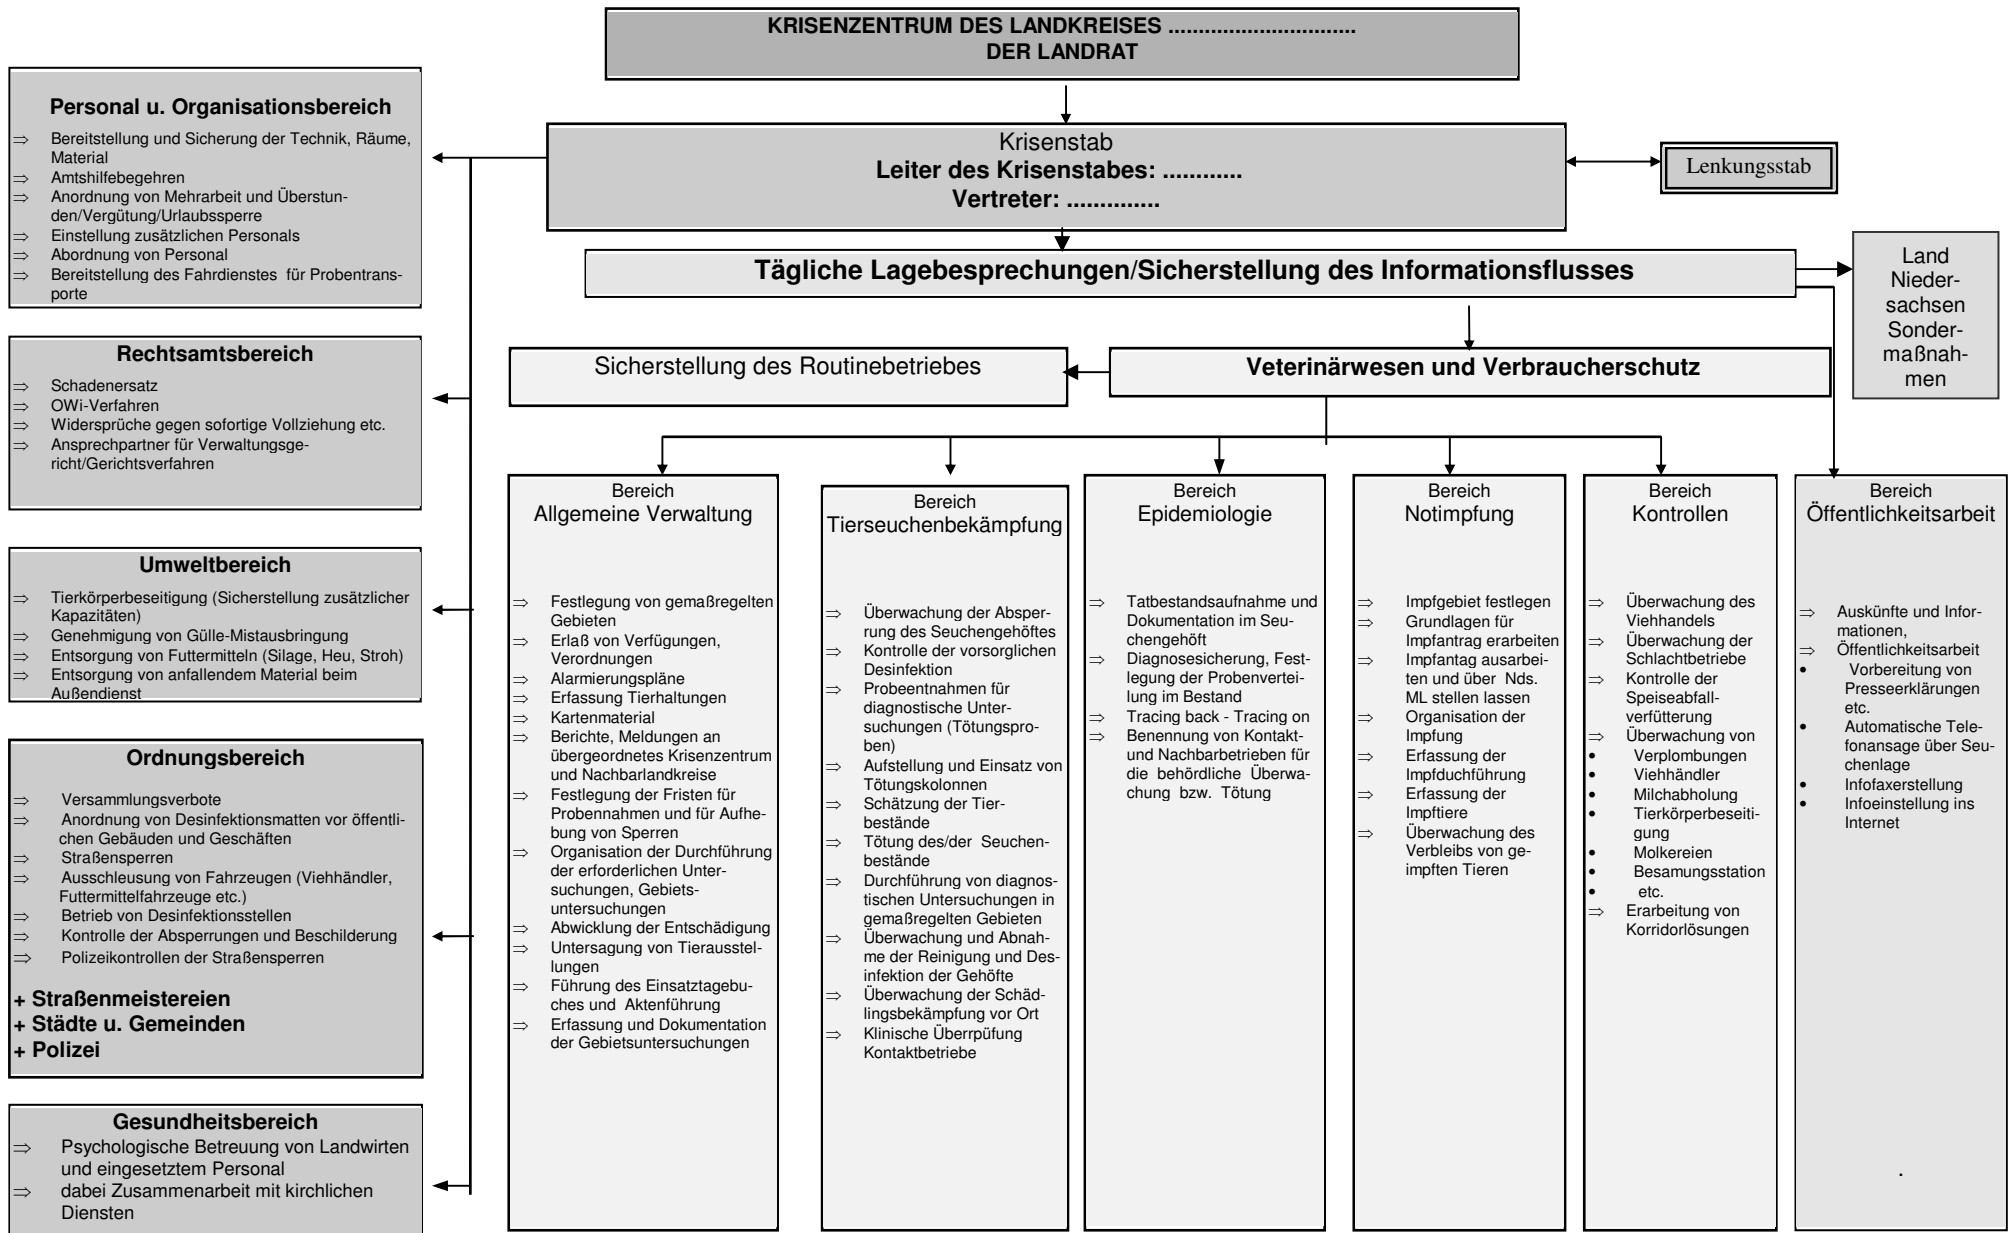 KRISENZENTRUM DES LANDKREISES ...............................
DER LANDRAT
Krisenstab
Leiter des Krisenstabes: ............
Vertreter: ..............
Lenkungsstab
Tägliche Lagebesprechungen/Sicherstellung des Informationsflusses
Land
Nieder-
sachsen
Sonder-
maßnah-
men
Sicherstellung des Routinebetriebes
Veterinärwesen und Verbraucherschutz
Personal u. Organisationsbereich
⇒ Bereitstellung und Sicherung der Technik, Räume,
Material
⇒ Amtshilfebegehren
⇒ Anordnung von Mehrarbeit und Überstun-
den/Vergütung/Urlaubssperre
⇒ Einstellung zusätzlichen Personals
⇒ Abordnung von Personal
⇒ Bereitstellung des Fahrdienstes für Probentrans-
porte
Rechtsamtsbereich
⇒ Schadenersatz
⇒ OWi-Verfahren
⇒ Widersprüche gegen sofortige Vollziehung etc.
⇒ Ansprechpartner für Verwaltungsge-
richt/Gerichtsverfahren
Umweltbereich
⇒ Tierkörperbeseitigung (Sicherstellung zusätzlicher
Kapazitäten)
⇒ Genehmigung von Gülle-Mistausbringung
⇒ Entsorgung von Futtermitteln (Silage, Heu, Stroh)
⇒ Entsorgung von anfallendem Material beim
Außendienst
Ordnungsbereich
⇒ Versammlungsverbote
⇒ Anordnung von Desinfektionsmatten vor öffentli-
chen Gebäuden und Geschäften
⇒ Straßensperren
⇒ Ausschleusung von Fahrzeugen (Viehhändler,
Futtermittelfahrzeuge etc.)
⇒ Betrieb von Desinfektionsstellen
⇒ Kontrolle der Absperrungen und Beschilderung
⇒ Polizeikontrollen der Straßensperren
+ Straßenmeistereien
+ Städte u. Gemeinden
+ Polizei
Gesundheitsbereich
⇒ Psychologische Betreuung von Landwirten
und eingesetztem Personal
⇒ dabei Zusammenarbeit mit kirchlichen
Diensten
Bereich
Allgemeine Verwaltung
⇒ Festlegung von gemaßregelten
Gebieten
⇒ Erlaß von Verfügungen,
Verordnungen
⇒ Alarmierungspläne
⇒ Erfassung Tierhaltungen
⇒ Kartenmaterial
⇒ Berichte, Meldungen an
übergeordnetes Krisenzentrum
und Nachbarlandkreise
⇒ Festlegung der Fristen für
Probennahmen und für Aufhe-
bung von Sperren
⇒ Organisation der Durchführung
der erforderlichen Unter-
suchungen, Gebiets-
untersuchungen
⇒ Abwicklung der Entschädigung
⇒ Untersagung von Tierausstel-
lungen
⇒ Führung des Einsatztagebu-
ches und Aktenführung
⇒ Erfassung und Dokumentation
der Gebietsuntersuchungen
Bereich
Tierseuchenbekämpfung
⇒ Überwachung der Absper-
rung des Seuchengehöftes
⇒ Kontrolle der vorsorglichen
Desinfektion
⇒ Probeentnahmen für
diagnostische Unter-
suchungen (Tötungspro-
ben)
⇒ Aufstellung und Einsatz von
Tötungskolonnen
⇒ Schätzung der Tier-
bestände
⇒ Tötung des/der Seuchen-
bestände
⇒ Durchführung von diagnos-
tischen Untersuchungen in
gemaßregelten Gebieten
⇒ Überwachung und Abnah-
me der Reinigung und Des-
infektion der Gehöfte
⇒ Überwachung der Schäd-
lingsbekämpfung vor Ort
⇒ Klinische Überrpüfung
Kontaktbetriebe
Bereich
Epidemiologie
⇒ Tatbestandsaufnahme und
Dokumentation im Seu-
chengehöft
⇒ Diagnosesicherung, Fest-
legung der Probenvertei-
lung im Bestand
⇒ Tracing back - Tracing on
⇒ Benennung von Kontakt-
und Nachbarbetrieben für
die behördliche Überwa-
chung bzw. Tötung
Bereich
Notimpfung
⇒ Impfgebiet festlegen
⇒ Grundlagen für
Impfantrag erarbeiten
⇒ Impfantag ausarbei-
ten und über Nds.
ML stellen lassen
⇒ Organisation der
Impfung
⇒ Erfassung der
Impfduchführung
⇒ Erfassung der
Impftiere
⇒ Überwachung des
Verbleibs von ge-
impften Tieren
Bereich
Kontrollen
⇒ Überwachung des
Viehhandels
⇒ Überwachung der
Schlachtbetriebe
⇒ Kontrolle der
Speiseabfall-
verfütterung
⇒ Überwachung von
• Verplombungen
• Viehhändler
• Milchabholung
• Tierkörperbeseiti-
gung
• Molkereien
• Besamungsstation
• etc.
⇒ Erarbeitung von
Korridorlösungen
Bereich
Öffentlichkeitsarbeit
⇒ Auskünfte und Infor-
mationen,
⇒ Öffentlichkeitsarbeit
• Vorbereitung von
Presseerklärungen
etc.
• Automatische Tele-
fonansage über Seu-
chenlage
• Infofaxerstellung
• Infoeinstellung ins
Internet
.